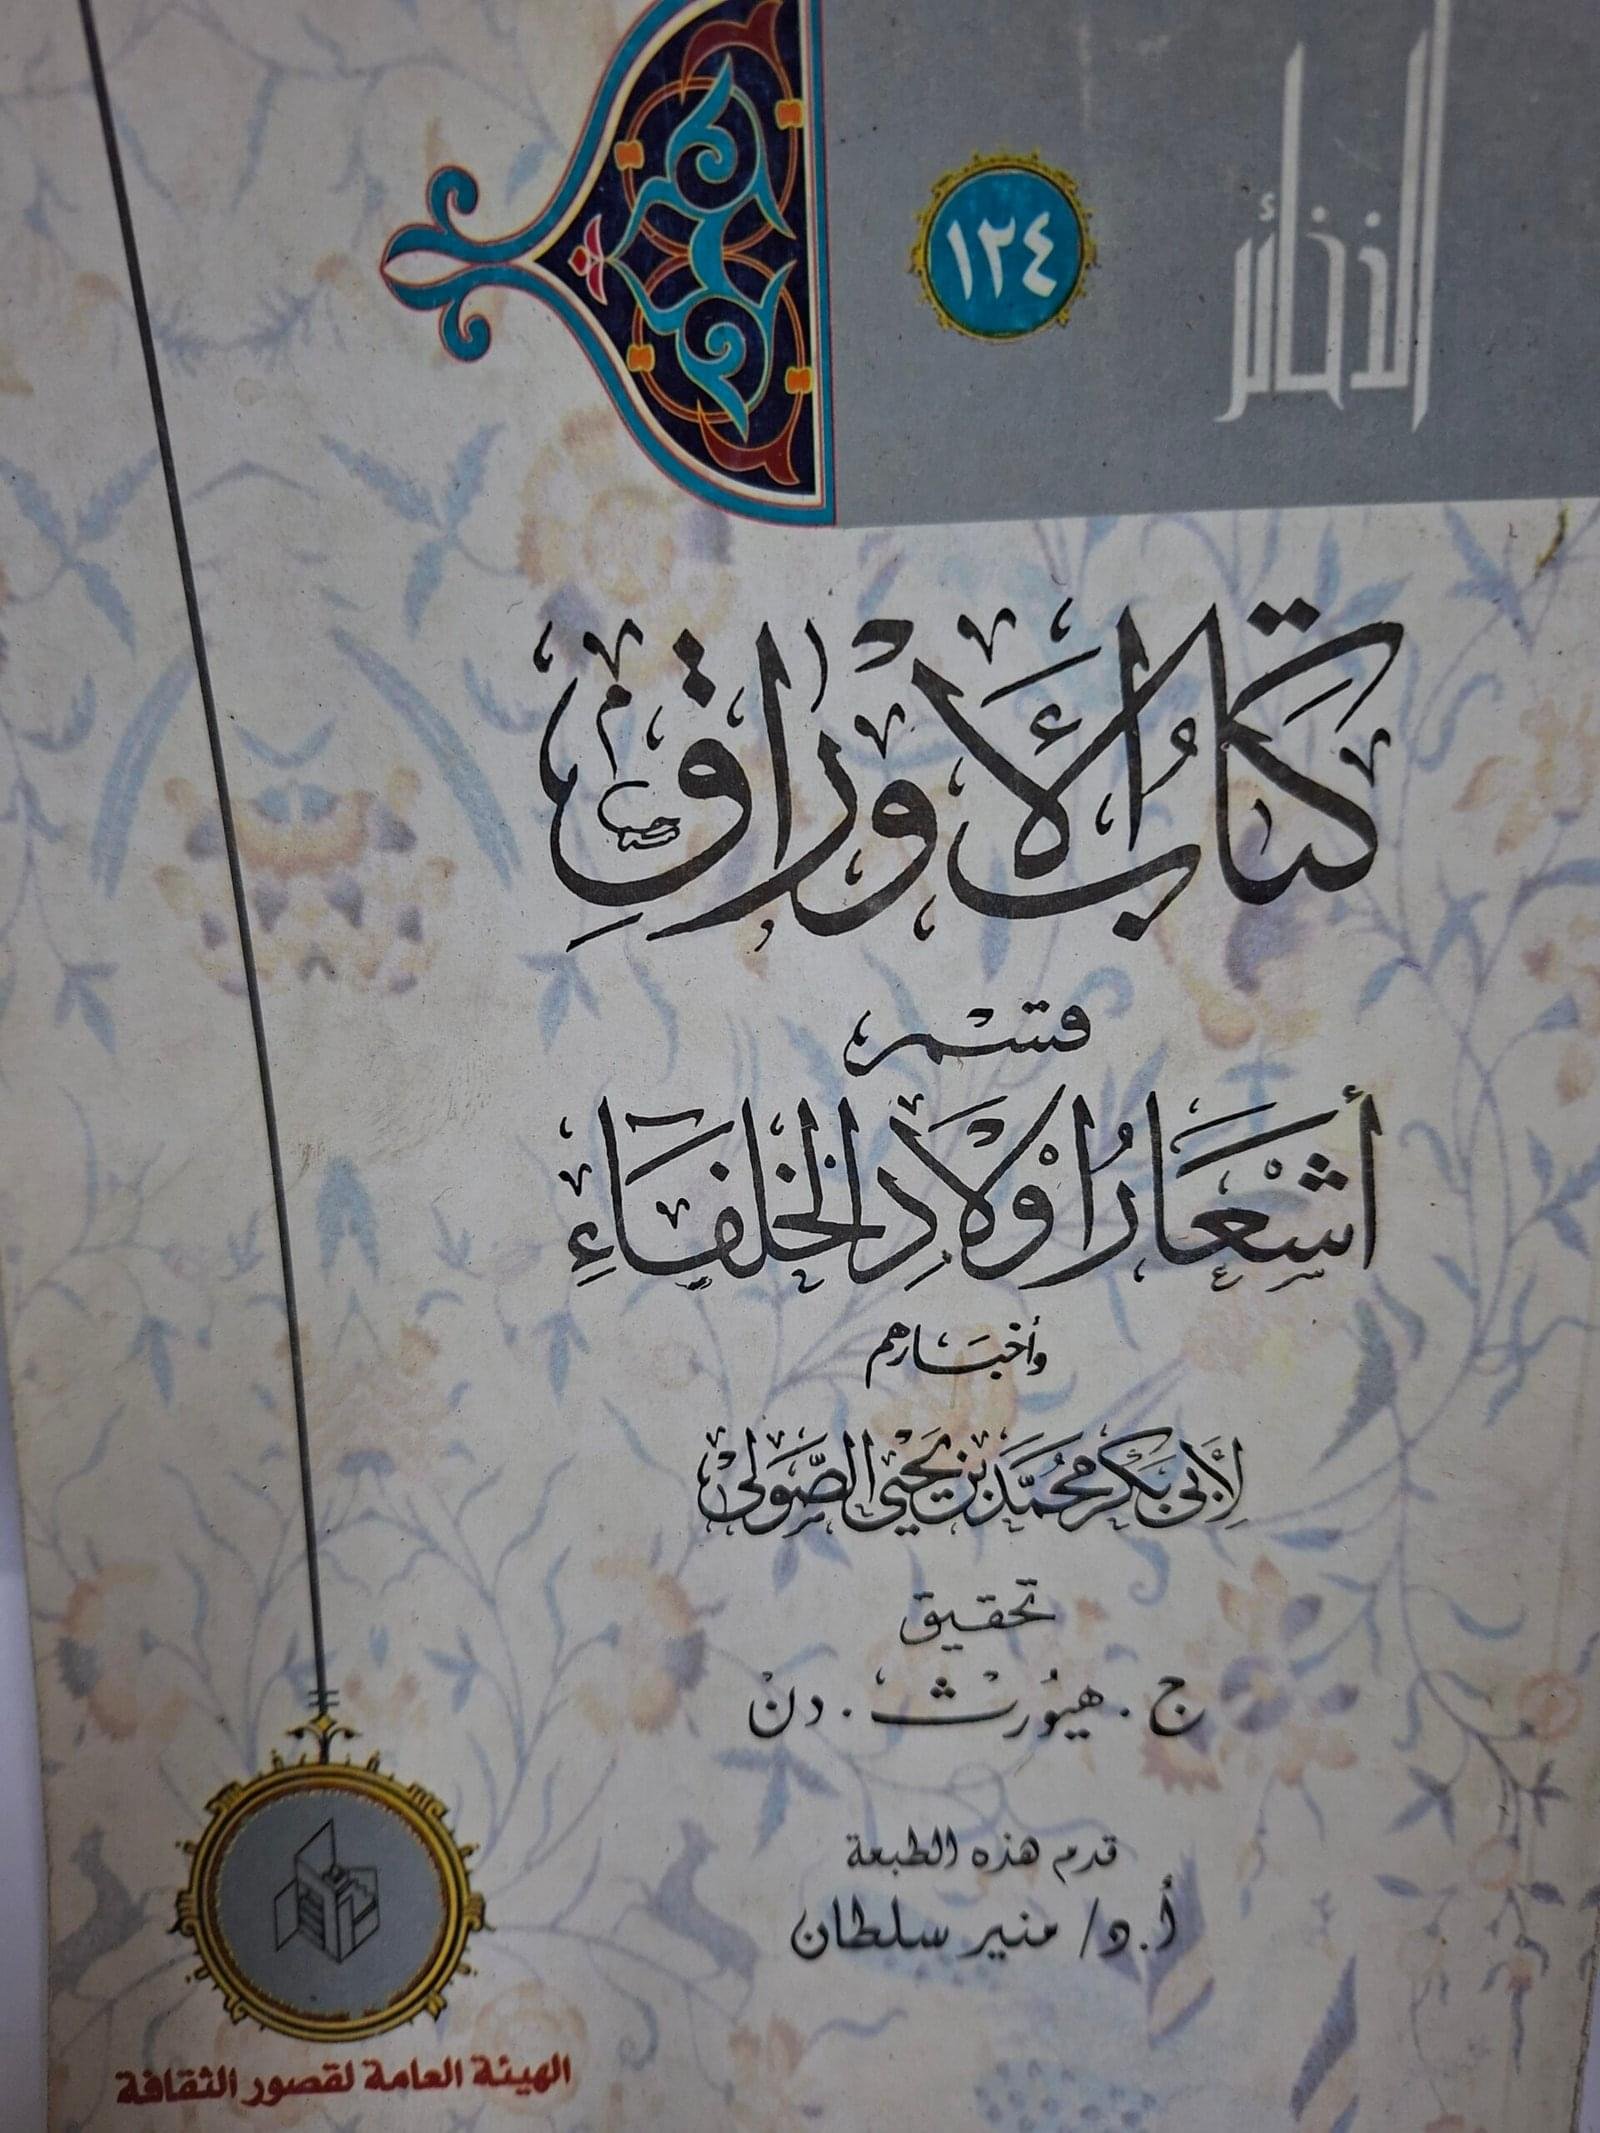 الذخائر
١٢٤
كتاب الأوراق
قسم
أشعار أولاد الخلفاء
وأخبارهم
لأبي بكر محمد بن يحيى الصولي
تحقيق
ج . هيورث . دن
قدم هذه الطبعة
أ.د/ منير سلطان
الهيئة العامة لقصور الثقافة